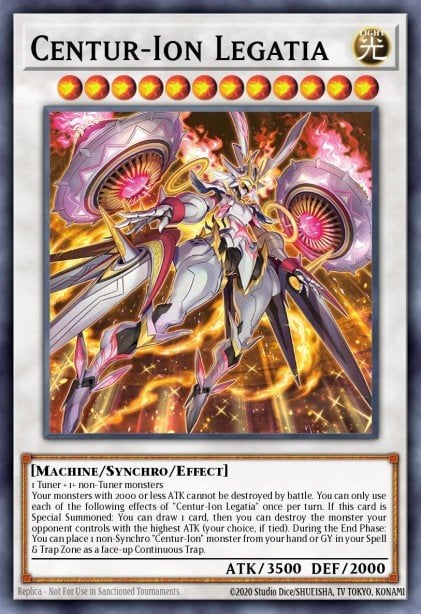 Centur-Ion Legatia
LIGHT
光
[Machine/Synchro/Effect]
1 Tuner + 1+ non-Tuner monsters
Your monsters with 2000 or less ATK cannot be destroyed by battle. You can only use
each of the following effects of "Centur-Ion Legatia" once per turn. If this card is
Special Summoned: You can draw 1 card, then you can destroy the monster your
opponent controls with the highest ATK (your choice, if tied). During the End Phase:
You can place 1 non-Synchro "Centur-Ion" monster from your hand or GY in your Spell
& Trap Zone as a face-up Continuous Trap.
ATK/3500 DEF/2000
Replica - Not For Use in Sanctioned Tournaments. ©2020 Studio Dice/SHUEISHA, TV TOKYO, KONAMI